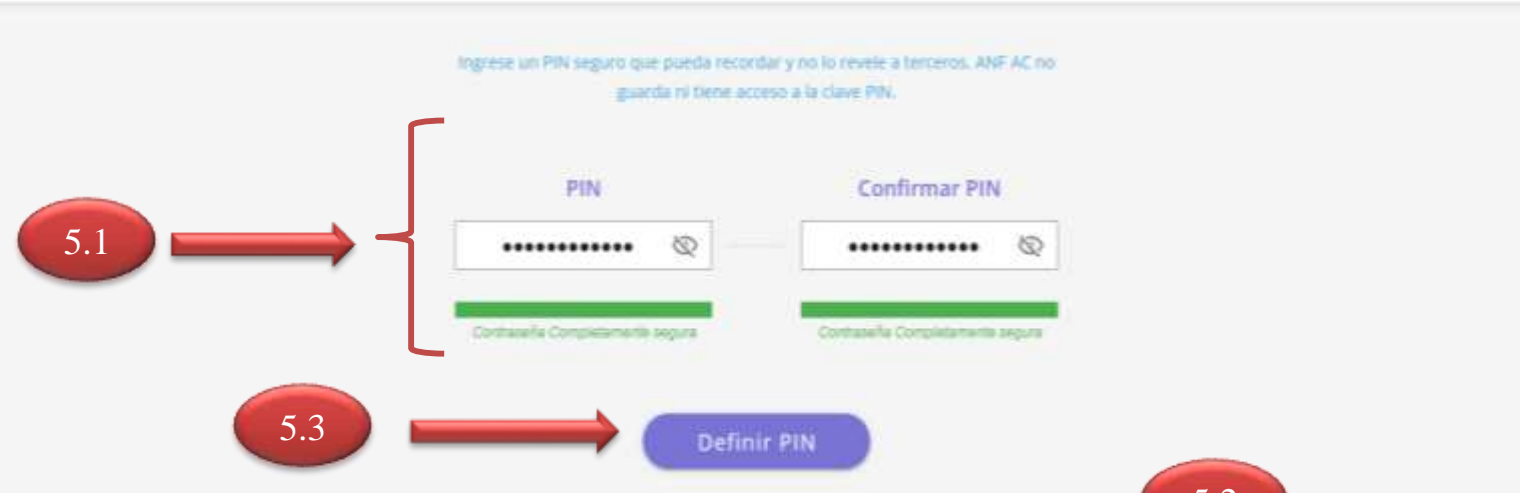 Ingrese un PIN seguro que pueda recordar y no lo revele a terceros. ANF AC no
guarda ni tiene acceso a la clave PIN.
PIN
Confirmar PIN
5.1
••••••••••••
••••••••••••
Contraseña Completamente segura
Contraseña Completamente segura
5.3
Definir PIN